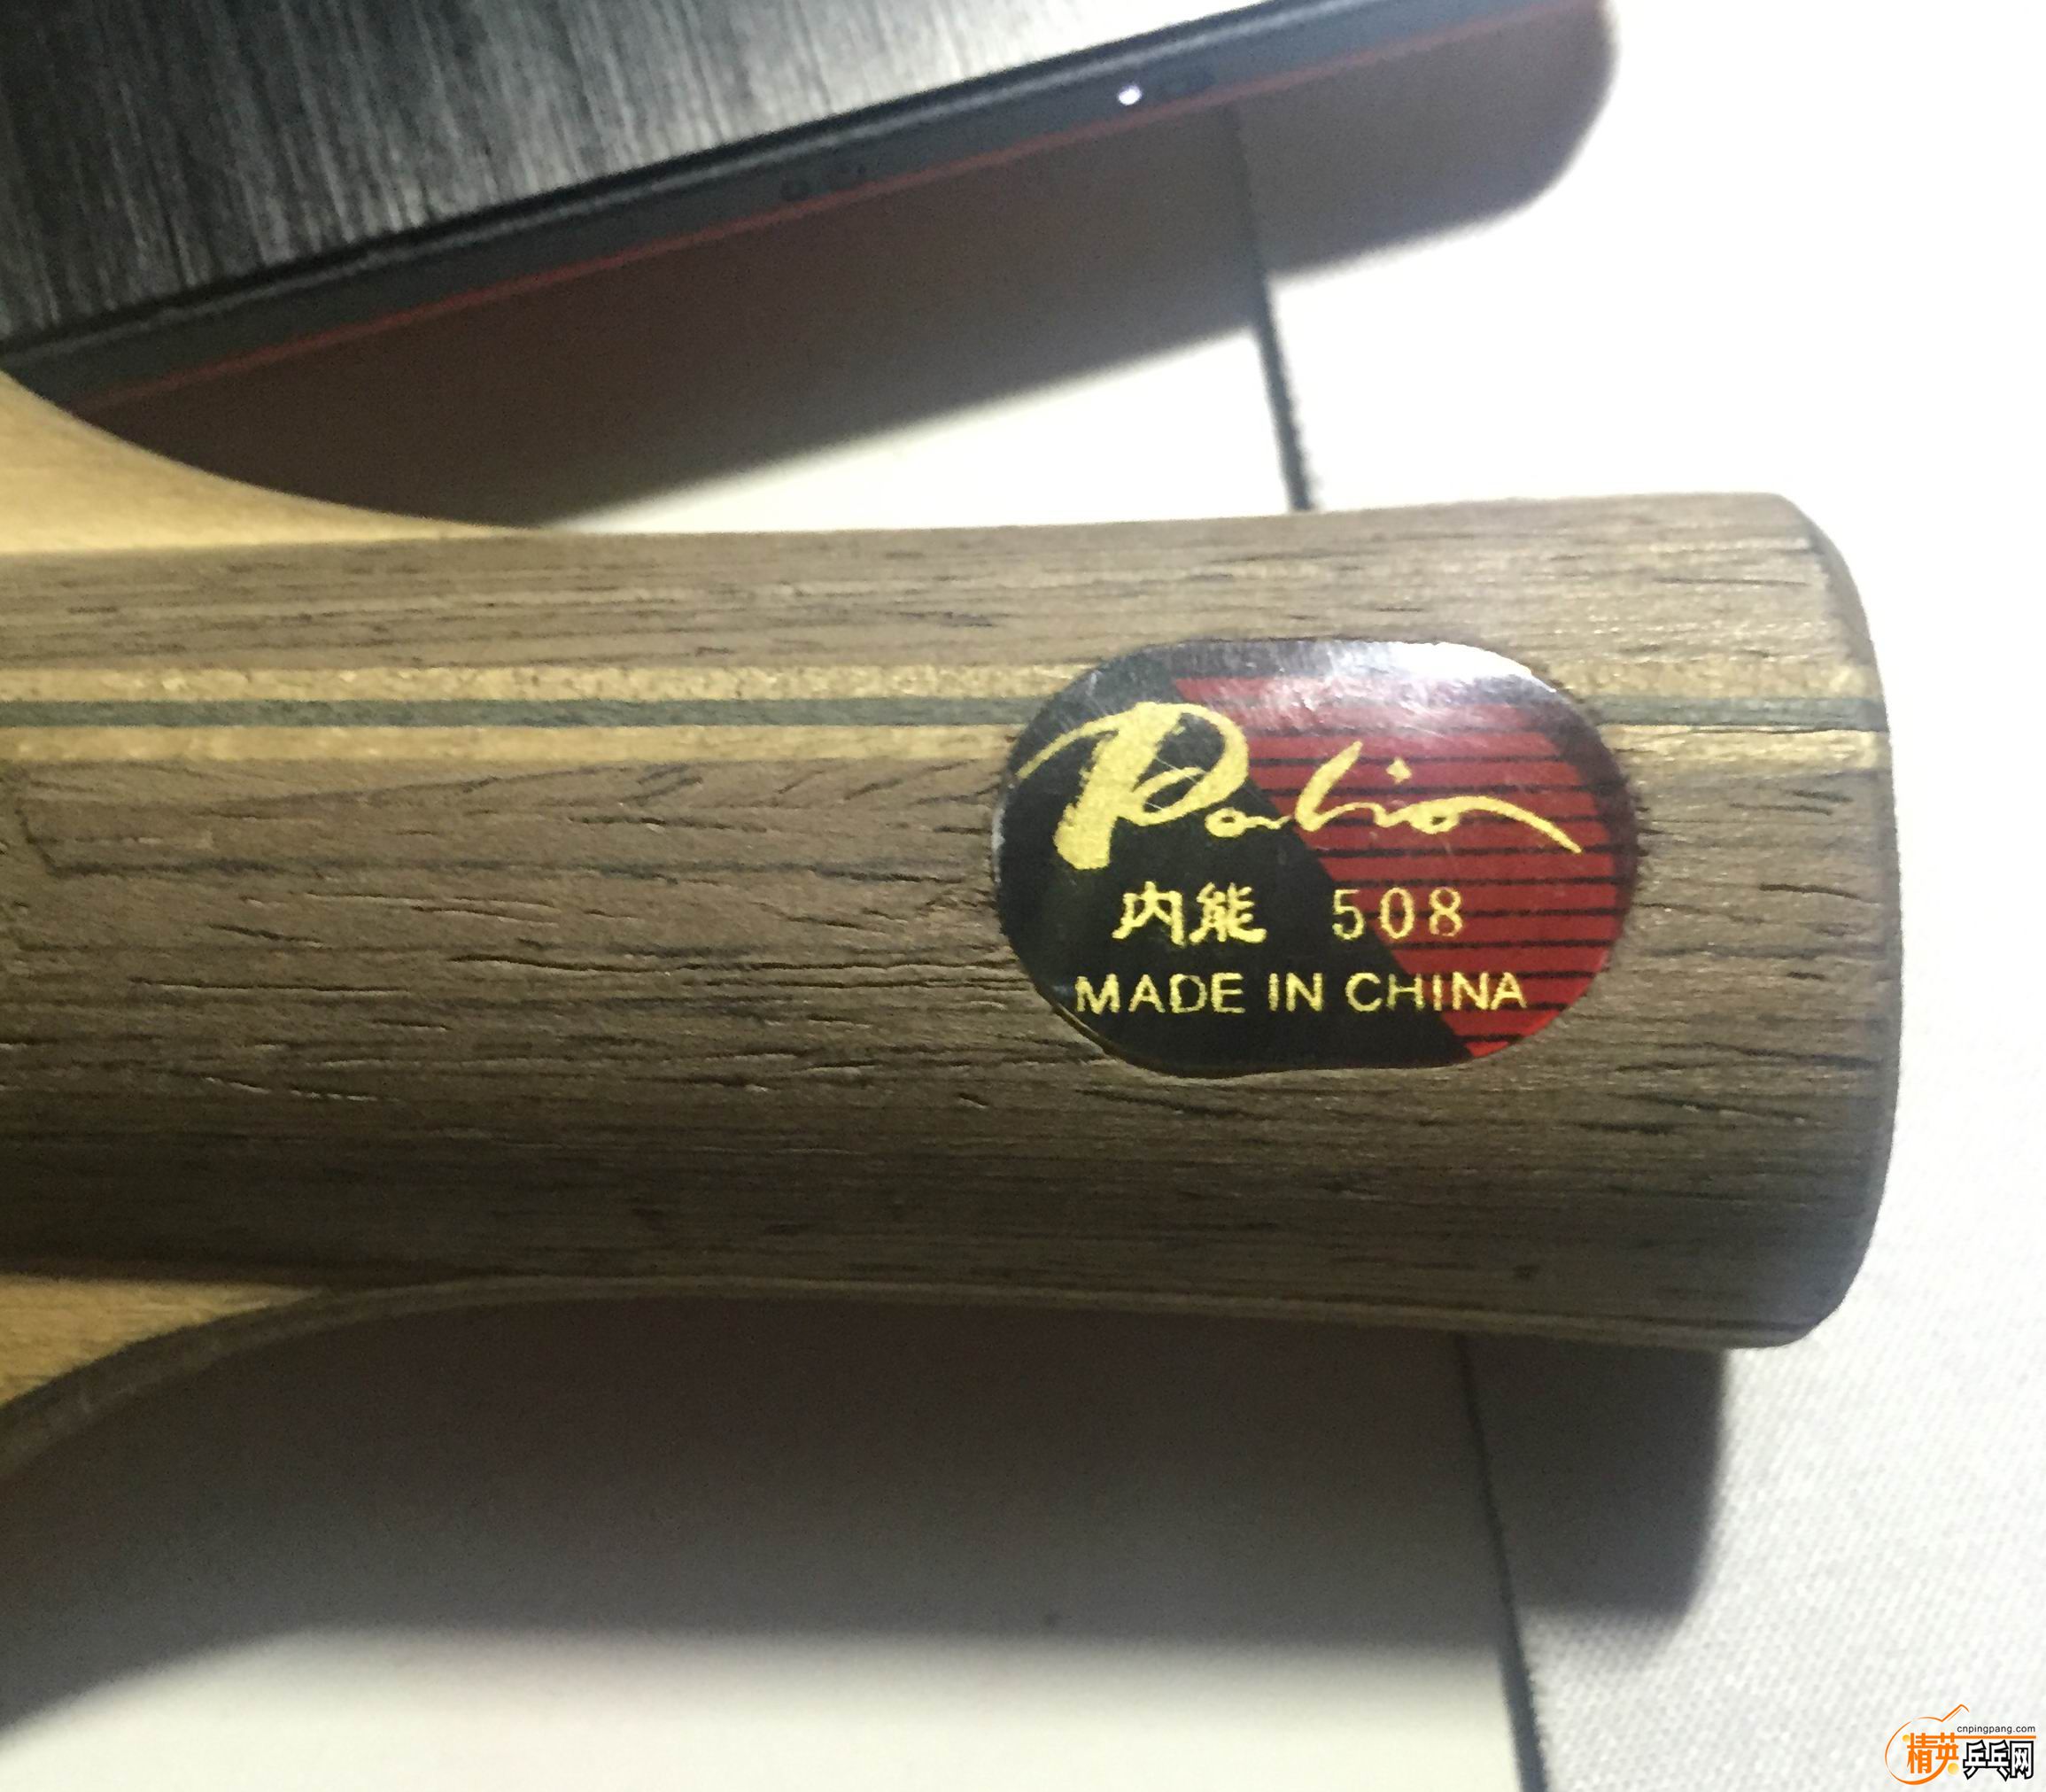 Palio
内能 508
MADE IN CHINA
cnpingpang.com
精英乒乓网